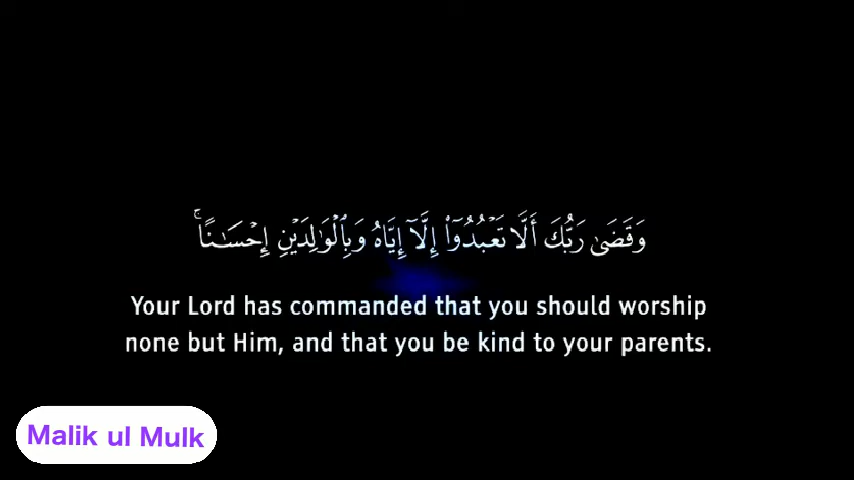 وَقَضَىٰ رَبُّكَ أَلَّا تَعْبُدُوٓا۟ إِلَّآ إِيَّاهُ وَبِٱلْوَٰلِدَيْنِ إِحْسَـٰنًا ۚ
Your Lord has commanded that you should worship
none but Him, and that you be kind to your parents.
Malik ul Mulk